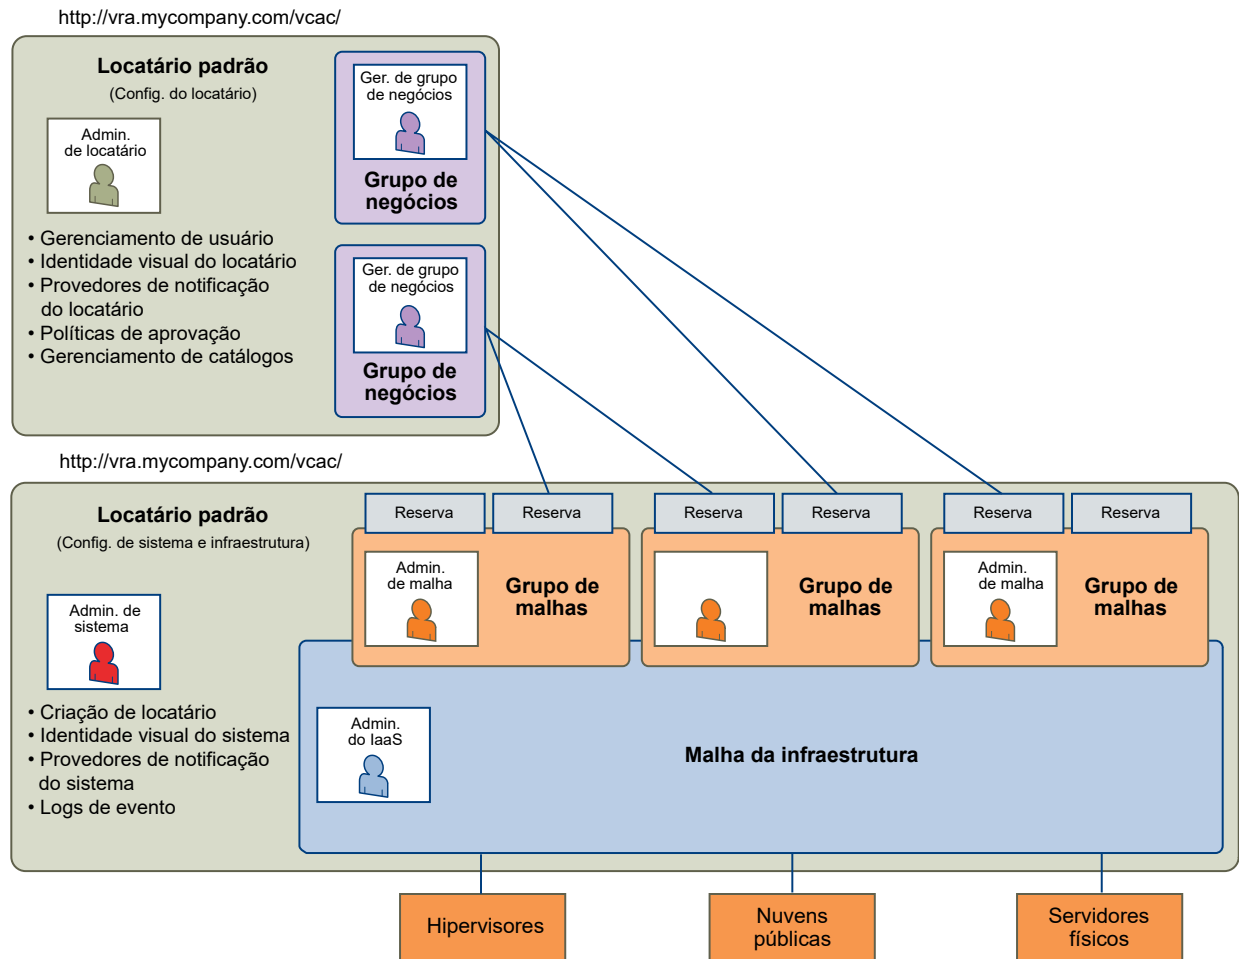 http://vra.mycompany.com/vcac/
Locatário padrão
(Config. do locatário)
Admin.
de locatário
• Gerenciamento de usuário
• Identidade visual do locatário
• Provedores de notificação
do locatário
• Políticas de aprovação
• Gerenciamento de catálogos
Ger. de grupo
de negócios
Grupo de
negócios
Ger. de grupo
de negócios
Grupo de
negócios
http://vra.mycompany.com/vcac/
Locatário padrão
(Config. de sistema e infraestrutura)
Admin. de
sistema
• Criação de locatário
• Identidade visual do sistema
• Provedores de notificação
do sistema
• Logs de evento
Reserva
Reserva
Reserva
Reserva
Reserva
Reserva
Admin.
de malha
Grupo de
malhas
Grupo de
malhas
Admin.
de malha
Grupo de
malhas
Admin.
do IaaS
Malha da infraestrutura
Hipervisores
Nuvens
públicas
Servidores
físicos